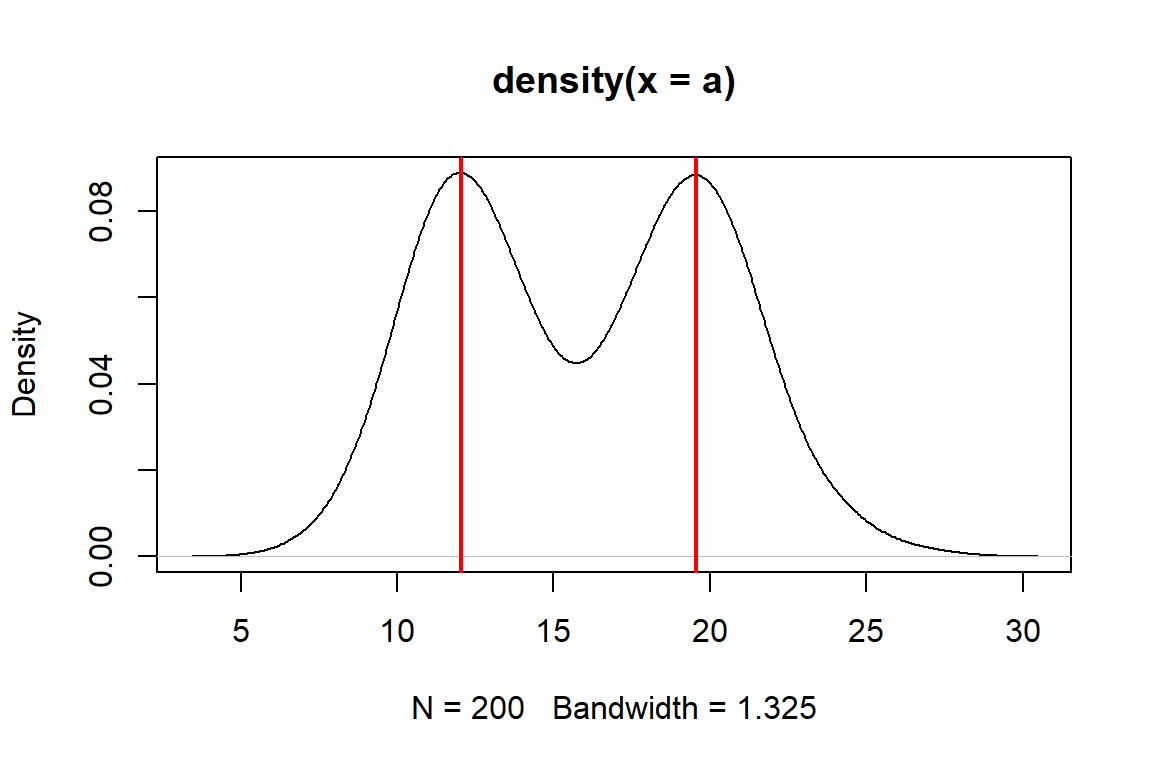 density(x = a)
Density
0.08
0.04
0.00
5 10 15 20 25 30
N = 200 Bandwidth = 1.325